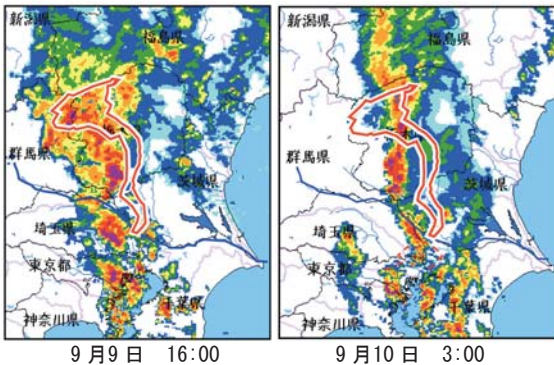 新潟県
福島県
群馬県
茨城県
埼玉県
東京都
千葉県
神奈川県
9月9日 16:00
新潟県
福島県
群馬県
茨城県
埼玉県
東京都
千葉県
神奈川県
9月10日 3:00